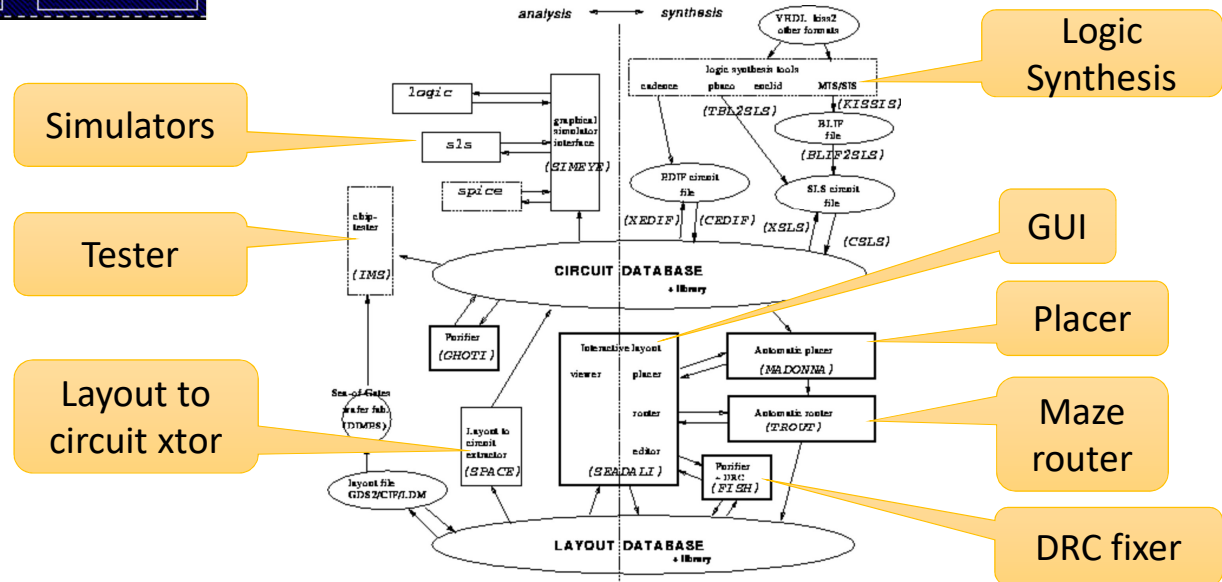 analysis synthesis
VHDL kiss2
other formats
logic synthesis tools
cadence pbaco euclid MIS/SIS
(TBL2SLS)
(KISSIS)
BLIF
file
(BLIF2SLS)
EDIF circuit
file
SLS circuit
file
(XEDIF)
(CEDIF)
(XSLS)
(CSLS)
logic
sls
spice
graphical
simulator
interface
(SIMEYE)
chip-
tester
(IMS)
CIRCUIT DATABASE
+ library
Purifier
(GHOTI)
Interactive layout
viewer placer
router
editor
(SEADALI)
Automatic placer
(MADONNA)
Automatic router
(TROUT)
Purifier
+ DRC
(FISH)
Sea-of-Gates
wafer fab.
(DIMES)
Layout to
circuit
extractor
(SPACE)
layout file
GDS2/CIF/LDM
LAYOUT DATABASE
+ library
Simulators
Tester
Layout to
circuit xtor
Logic
Synthesis
GUI
Placer
Maze
router
DRC fixer